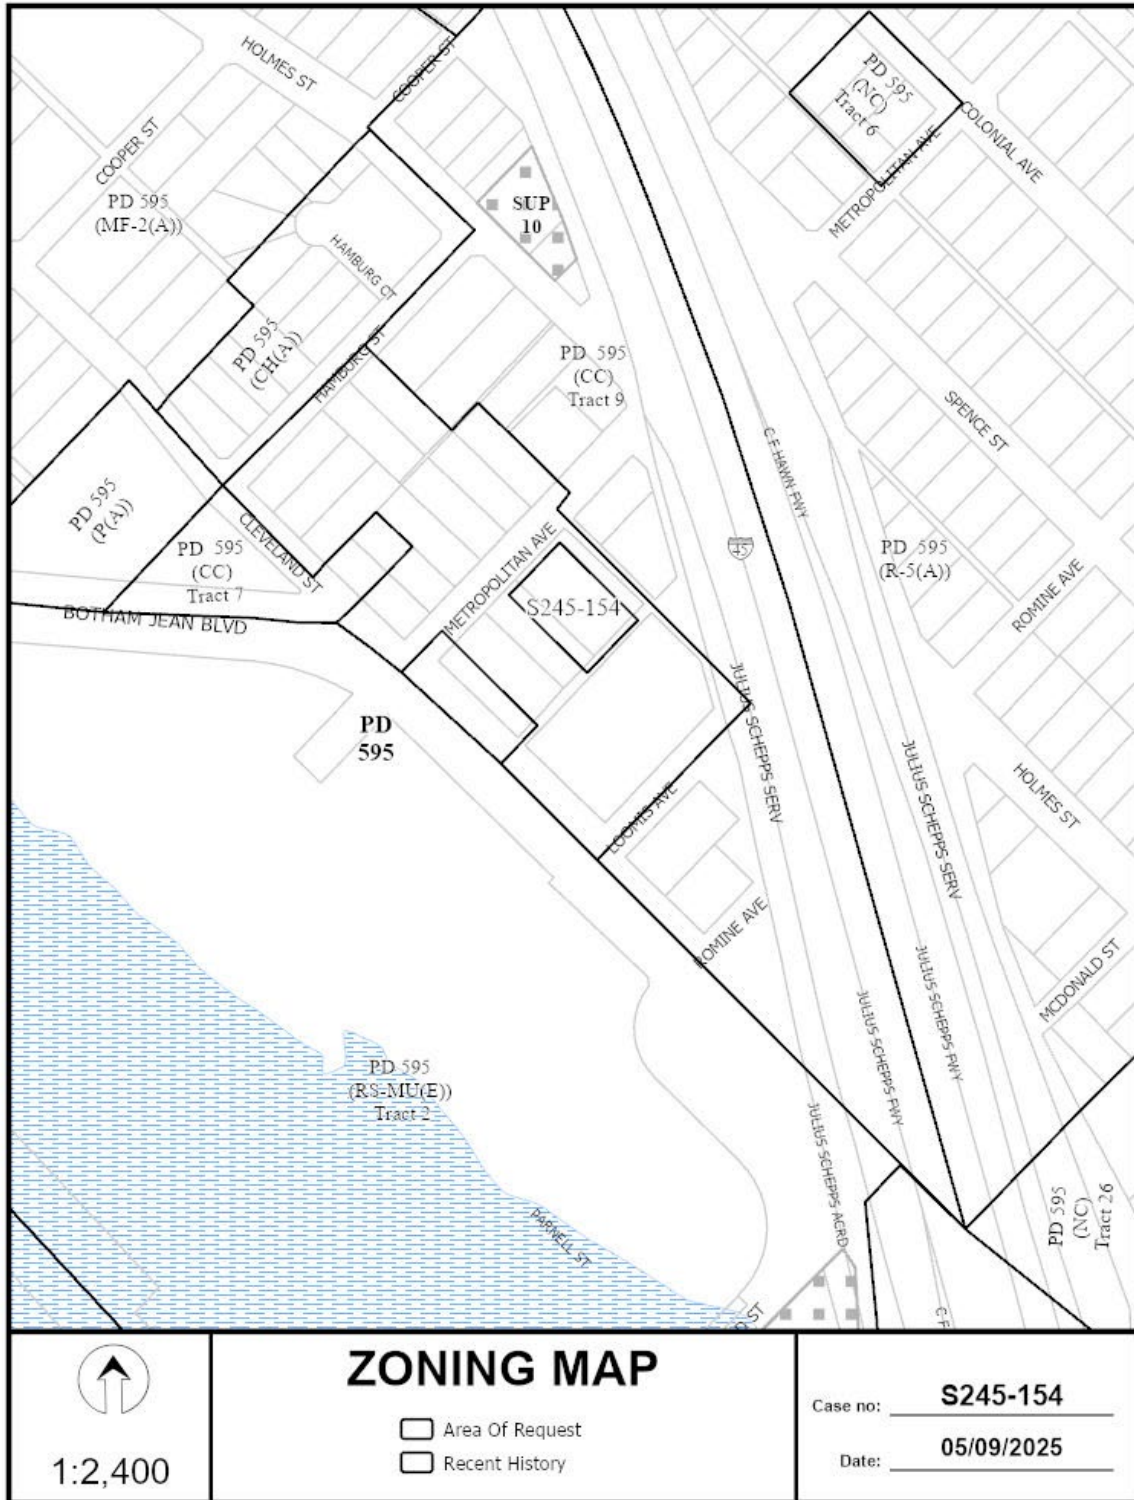 HOLMES ST
COOPER ST
COOPER ST
PD 595
(MF-2(A))
SUP
10
PD 595
(NC)
Tract 6
COLONIAL AVE
METROPOLITAN AVE
HAMBURG CT
PD 595
(CH(A))
HAMBURG ST
PD 595
(CC)
Tract 9
C F HAWN FWY
SPENCE ST
PD 595
(P(A))
PD 595
(CC)
Tract 7
CLEVELAND ST
METROPOLITAN AVE
45
PD 595
(R-5(A))
ROMINE AVE
S245-154
BOTHAM JEAN BLVD
PD
595
JULIUS SCHEPPS SERV
JULIUS SCHEPPS SERV
HOLMES ST
LOOMIS AVE
ROMINE AVE
MCDONALD ST
JULIUS SCHEPPS FWY
JULIUS SCHEPPS FWY
PD 595
(RS-MU(E))
Tract 2
JULIUS SCHEPPS ACRD
PARNELL ST
PD 595
(NC)
Tract 26
C F
ST
1:2,400
ZONING MAP
Area Of Request
Recent History
Case no: S245-154
Date: 05/09/2025